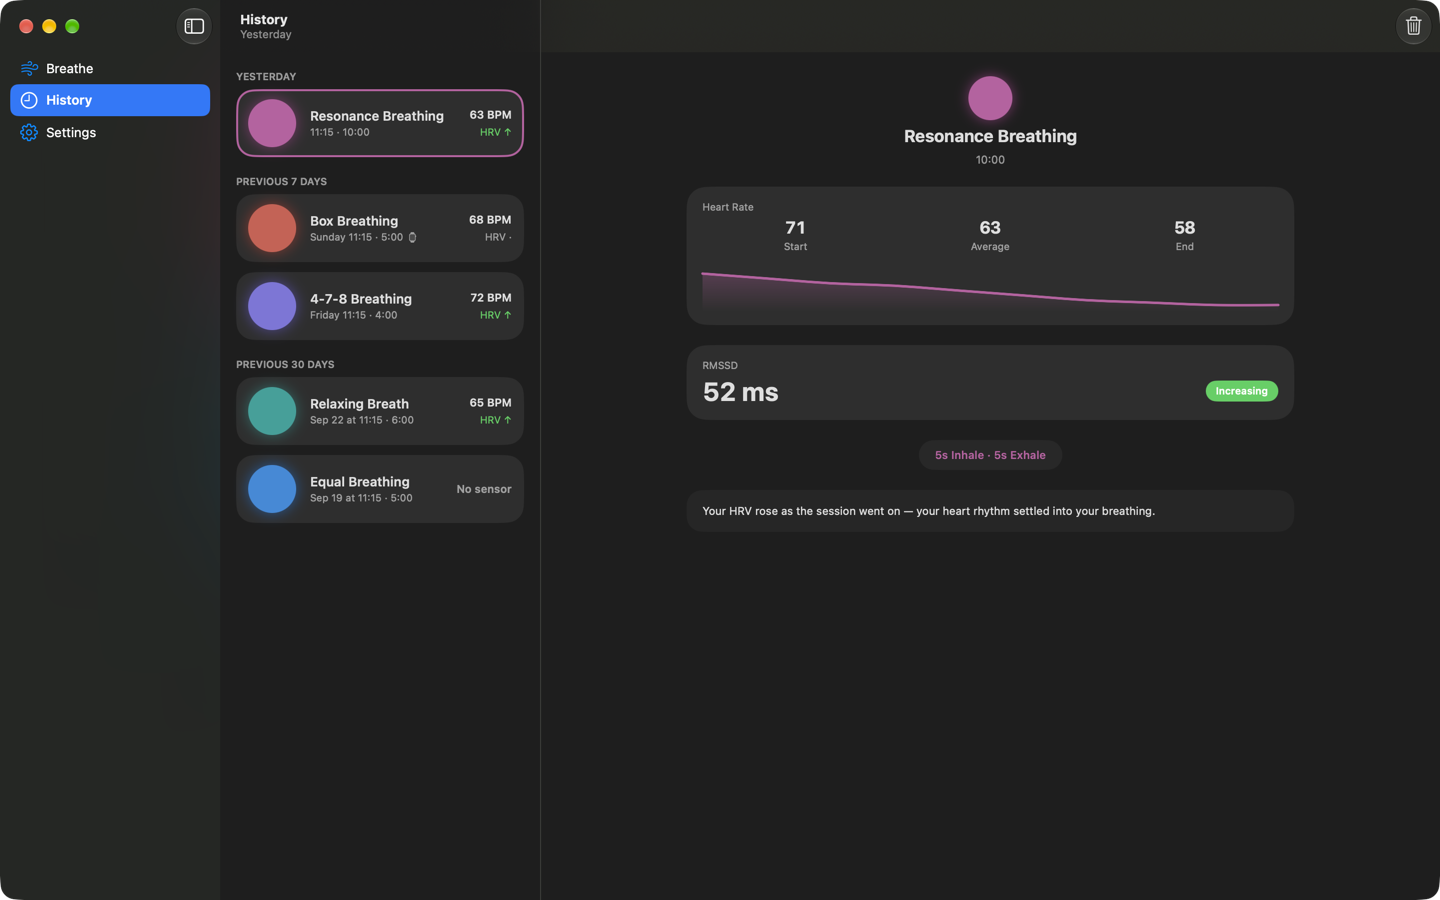 Breathe
History
Settings
History
Yesterday
YESTERDAY
Resonance Breathing
11:15 · 10:00
63 BPM
HRV ↑
PREVIOUS 7 DAYS
Box Breathing
Sunday 11:15 · 5:00
68 BPM
HRV ·
4-7-8 Breathing
Friday 11:15 · 4:00
72 BPM
HRV ↑
PREVIOUS 30 DAYS
Relaxing Breath
Sep 22 at 11:15 · 6:00
65 BPM
HRV ↑
Equal Breathing
Sep 19 at 11:15 · 5:00
No sensor
Resonance Breathing
10:00
Heart Rate
71
Start
63
Average
58
End
RMSSD
52 ms
Increasing
5s Inhale · 5s Exhale
Your HRV rose as the session went on — your heart rhythm settled into your breathing.